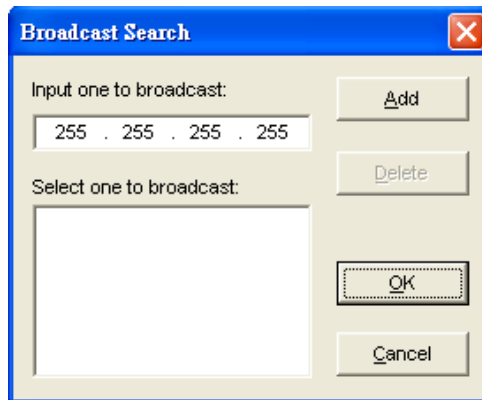 Broadcast Search
Input one to broadcast:
Add
255 . 255 . 255 . 255
Delete
Select one to broadcast:
OK
Cancel